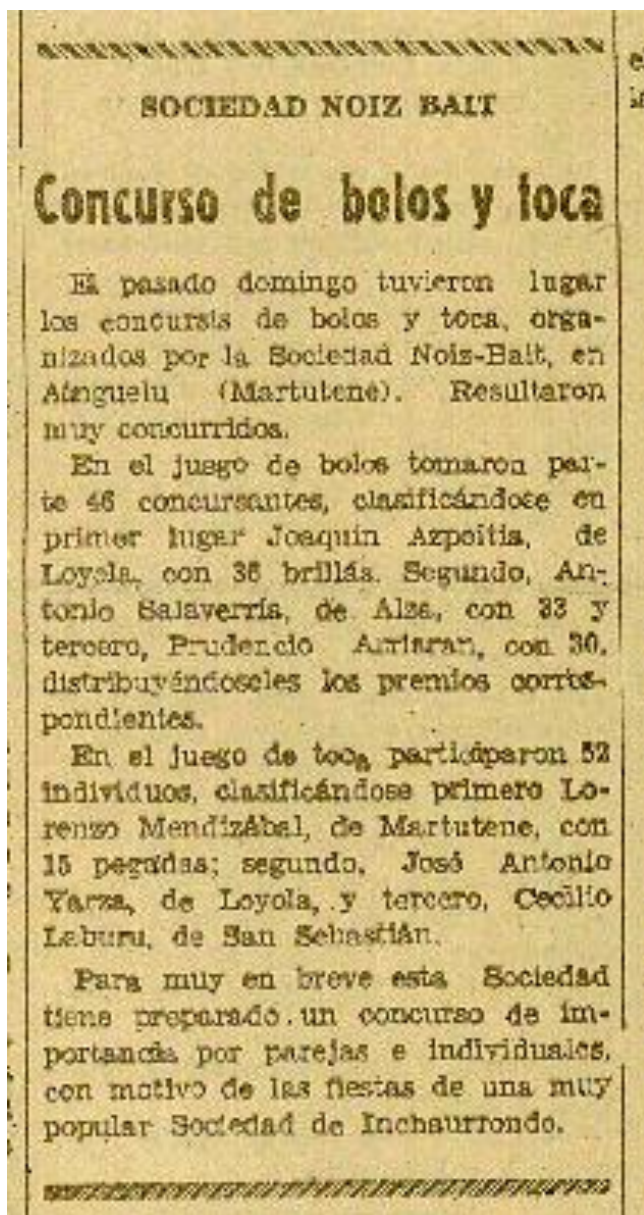 SOCIEDAD NOIZ BAIT
Concurso de bolos y toca
El pasado domingo tuvieron lugar
los concursts de bolos y toca, orga-
nizados por la Sociedad Noiz-Bait, en
(Martutene). Resultaron
muy concurridos.
En el juego de bolos tomaron par-
te 46 concursantes, clasificándose en
primer lugar Joaquín Azpeitia, de
Loyola, con 36 brillás. Segundo, An-
tonio Salaverría, de Alza, con 33 y
tercero, Prudencio Arriaran, con 30,
distribuyéndoseles los premios corres-
pondientes.
En el juego de toca participaron 52
individuos, clasificándose primero Lo-
renzo Mendizábal, de Martutene, con
15 pegadas; segundo, José Antonio
Yarza, de Loyola, y tercero, Cecilio
Laburu, de San Sebastián.
Para muy en breve esta Sociedad
tiene preparado un concurso de im-
portancia por parejas e individuales,
con motivo de las fiestas de una muy
popular Sociedad de Inchaurrondo.